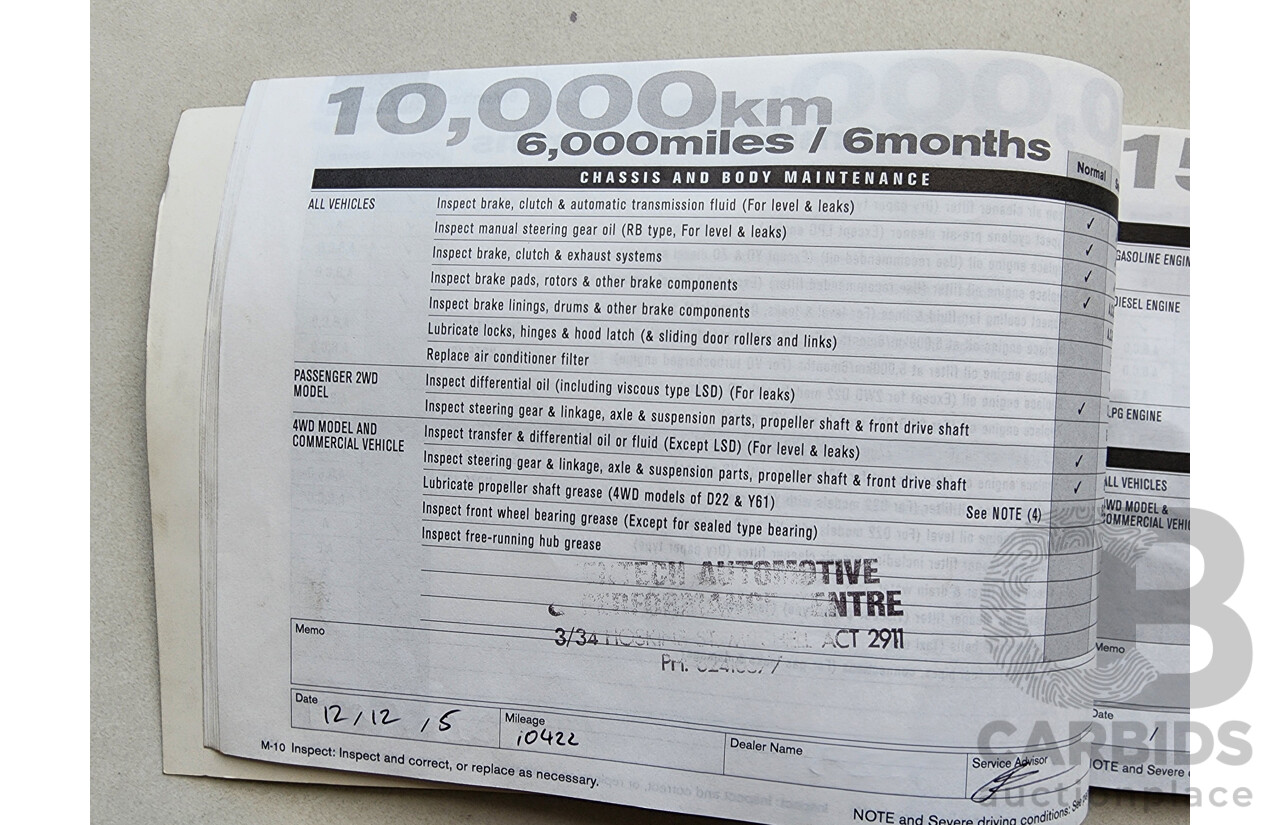 10,000km
6,000miles / 6months
CHASSIS AND BODY MAINTENANCE
Normal
ALL VEHICLES
Inspect brake, clutch & automatic transmission fluid (For level & leaks)
✓
Inspect manual steering gear oil (RB type, For level & leaks)
✓
Inspect brake, clutch & exhaust systems
✓
Inspect brake pads, rotors & other brake components
✓
Inspect brake linings, drums & other brake components
Lubricate locks, hinges & hood latch (& sliding door rollers and links)
Replace air conditioner filter
PASSENGER 2WD
MODEL
Inspect differential oil (including viscous type LSD) (For leaks)
✓
Inspect steering gear & linkage, axle & suspension parts, propeller shaft & front drive shaft
4WD MODEL AND
COMMERCIAL VEHICLE
Inspect transfer & differential oil or fluid (Except LSD) (For level & leaks)
✓
Inspect steering gear & linkage, axle & suspension parts, propeller shaft & front drive shaft
✓
Lubricate propeller shaft grease (4WD models of D22 & Y61)
See NOTE (4)
Inspect front wheel bearing grease (Except for sealed type bearing)
Inspect free-running hub grease
AUTOMOTIVE
3/34 ACT 2911
PH:
Memo
Date
12/12/5
Mileage
10422
Dealer Name
Service Advisor
M-10 Inspect: Inspect and correct, or replace as necessary.
NOTE and Severe driving conditions: See
15
GASOLINE ENGIN
DIESEL ENGINE
LPG ENGINE
ALL VEHICLES
4WD MODEL &
COMMERCIAL VEHIC
Memo
Date
/
NOTE and Severe
CARBIDS
auctionplace